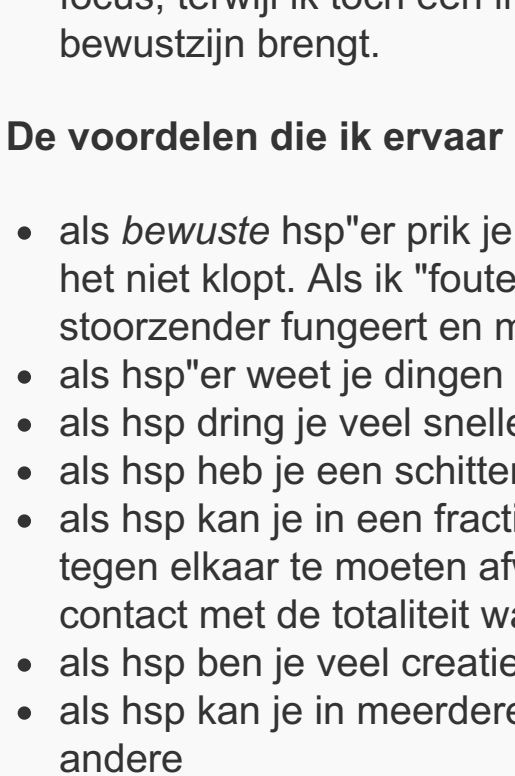 bewustzijn brengt.
De voordelen die ik ervaar
als bewuste hsp"er prik je
het niet klopt. Als ik "foute
stoorzender fungeert en m
als hsp"er weet je dingen
als hsp dring je veel snelle
als hsp heb je een schitter
als hsp kan je in een fracti
tegen elkaar te moeten afw
contact met de totaliteit wa
als hsp ben je veel creatie
als hsp kan je in meerdere
andere